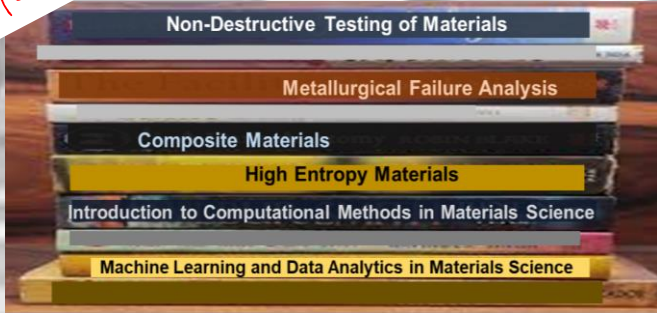 Non-Destructive Testing of Materials
Metallurgical Failure Analysis
Composite Materials
High Entropy Materials
Introduction to Computational Methods in Materials Science
Machine Learning and Data Analytics in Materials Science